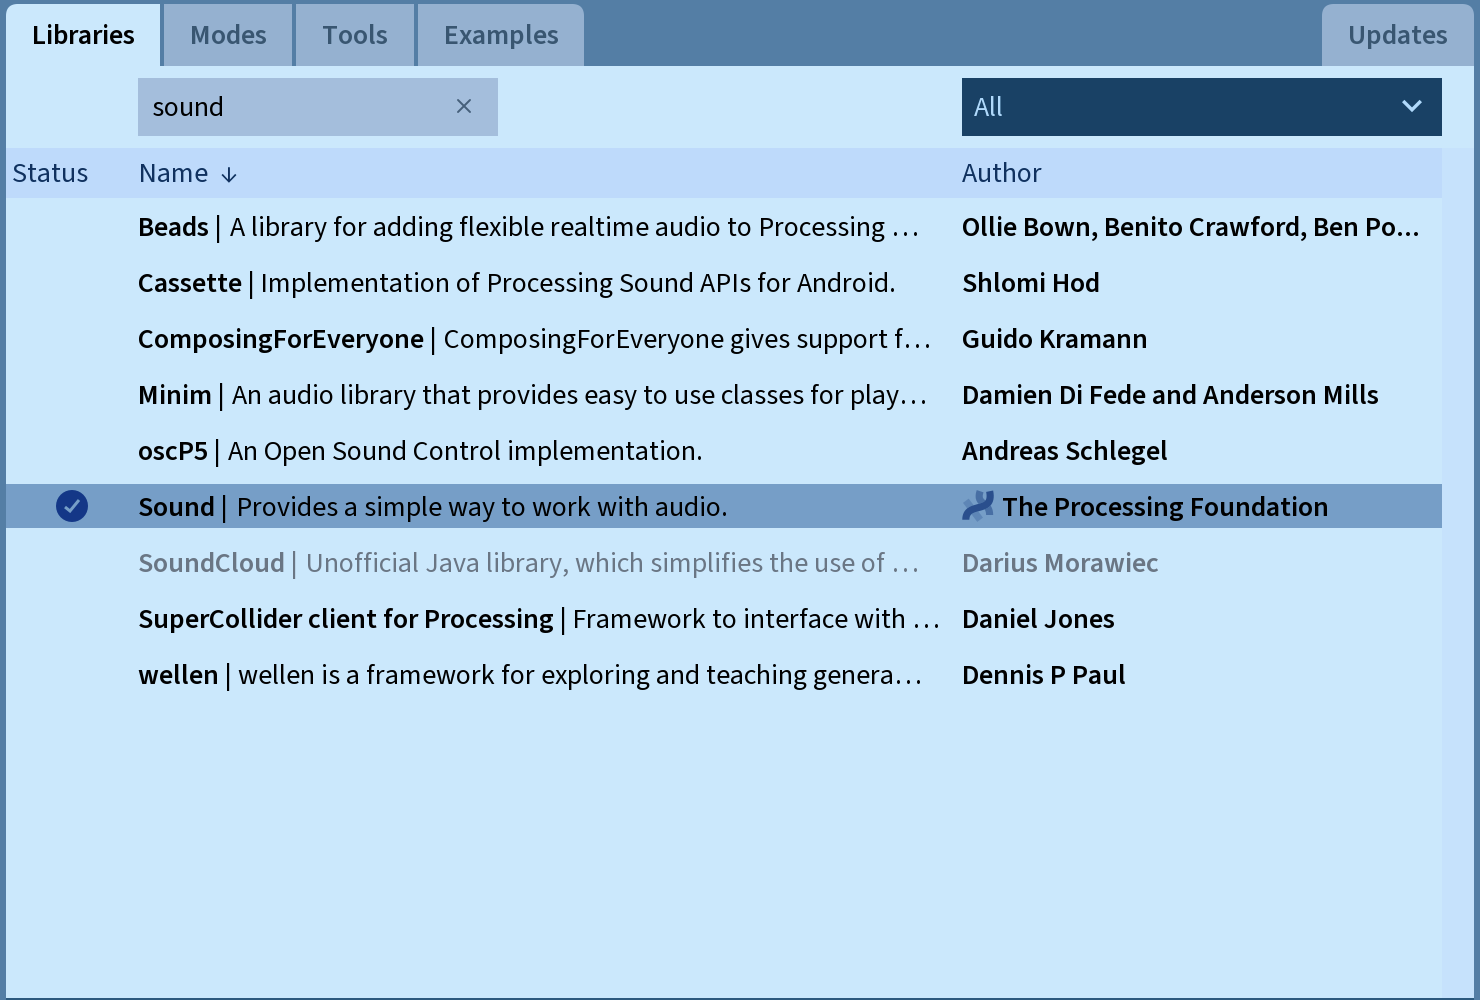 Libraries Modes Tools Examples Updates
sound All
Status Name ↓ Author
Beads | A library for adding flexible realtime audio to Processing … Ollie Bown, Benito Crawford, Ben Po...
Cassette | Implementation of Processing Sound APIs for Android. Shlomi Hod
ComposingForEveryone | ComposingForEveryone gives support f… Guido Kramann
Minim | An audio library that provides easy to use classes for play… Damien Di Fede and Anderson Mills
oscP5 | An Open Sound Control implementation. Andreas Schlegel
Sound | Provides a simple way to work with audio. The Processing Foundation
SoundCloud | Unofficial Java library, which simplifies the use of … Darius Morawiec
SuperCollider client for Processing | Framework to interface with … Daniel Jones
wellen | wellen is a framework for exploring and teaching genera… Dennis P Paul